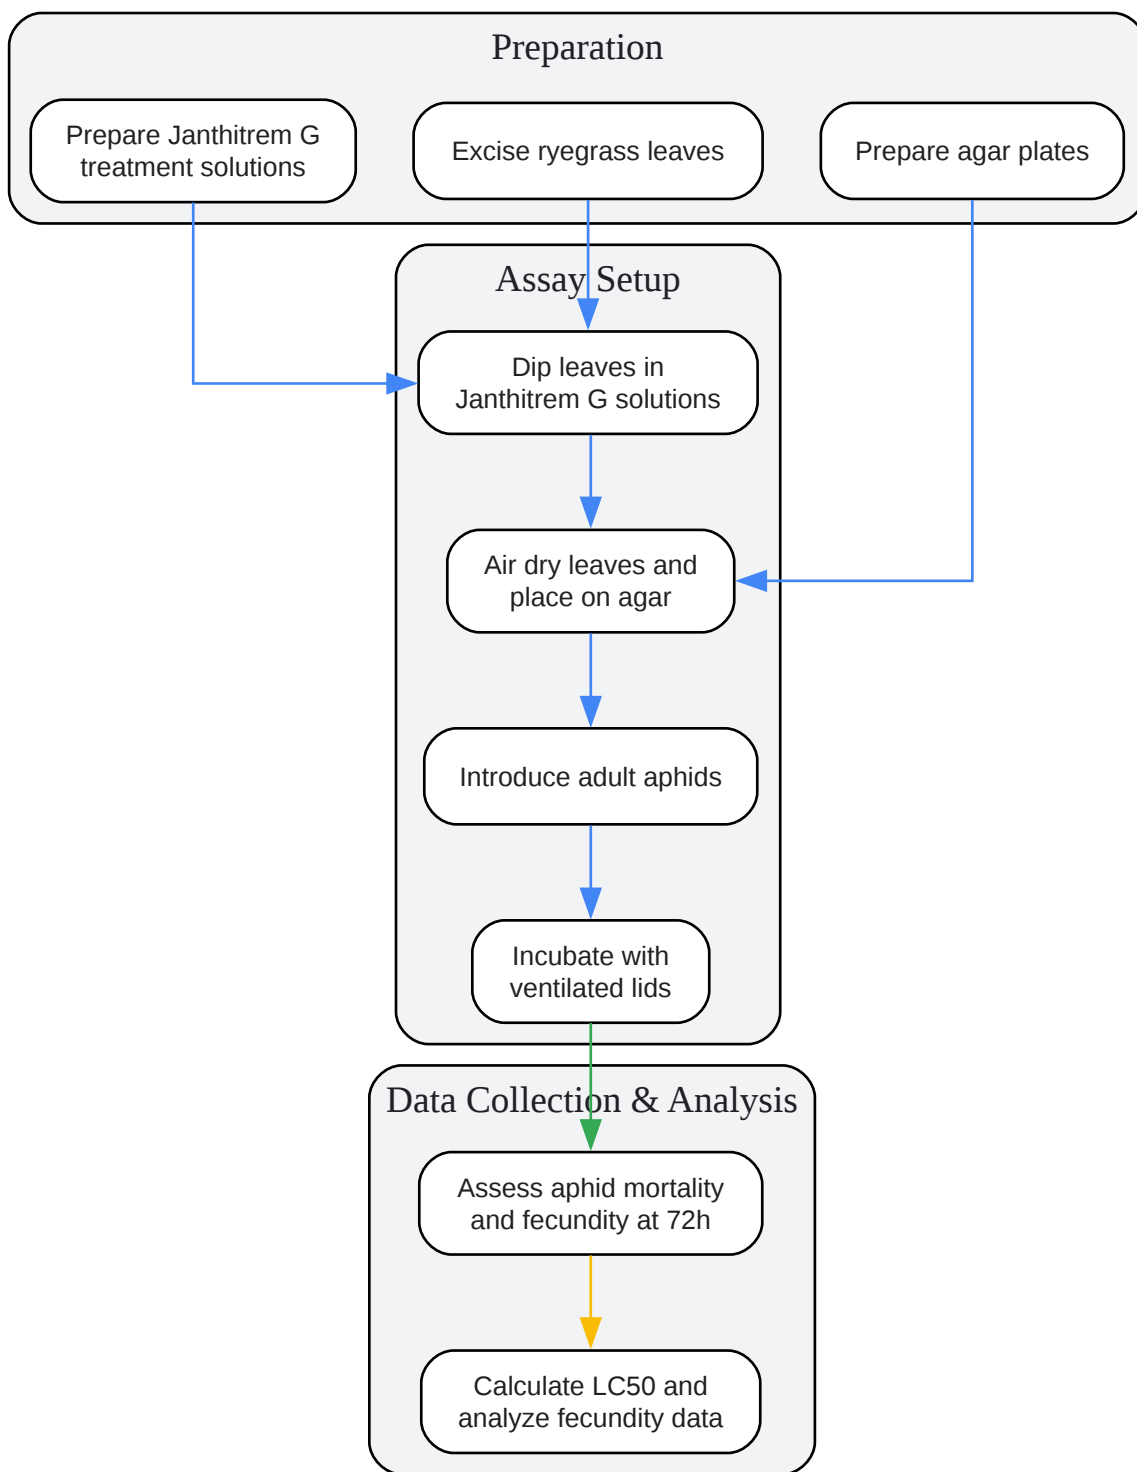 Preparation
Prepare Janthitrem G
treatment solutions
Excise ryegrass leaves
Prepare agar plates
Assay Setup
Dip leaves in
Janthitrem G solutions
Air dry leaves and
place on agar
Introduce adult aphids
Incubate with
ventilated lids
Data Collection & Analysis
Assess aphid mortality
and fecundity at 72h
Calculate LC50 and
analyze fecundity data